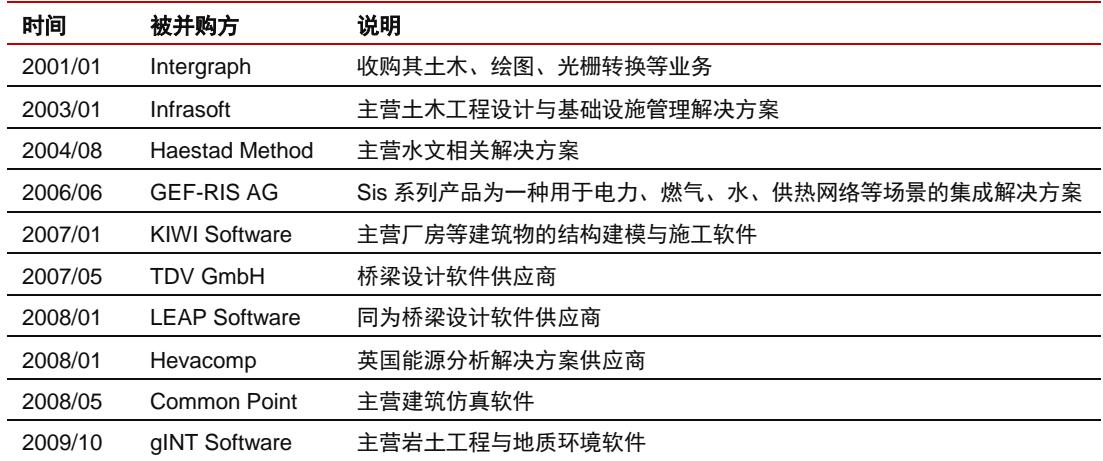 时间 被并购方 说明
2001/01 Intergraph 收购其土木、绘图、光栅转换等业务
2003/01 Infrasoft 主营土木工程设计与基础设施管理解决方案
2004/08 Haestad Method 主营水文相关解决方案
2006/06 GEF-RIS AG Sis 系列产品为一种用于电力、燃气、水、供热网络等场景的集成解决方案
2007/01 KIWI Software 主营厂房等建筑物的结构建模与施工软件
2007/05 TDV GmbH 桥梁设计软件供应商
2008/01 LEAP Software 同为桥梁设计软件供应商
2008/01 Hevacomp 英国能源分析解决方案供应商
2008/05 Common Point 主营建筑仿真软件
2009/10 gINT Software 主营岩土工程与地质环境软件